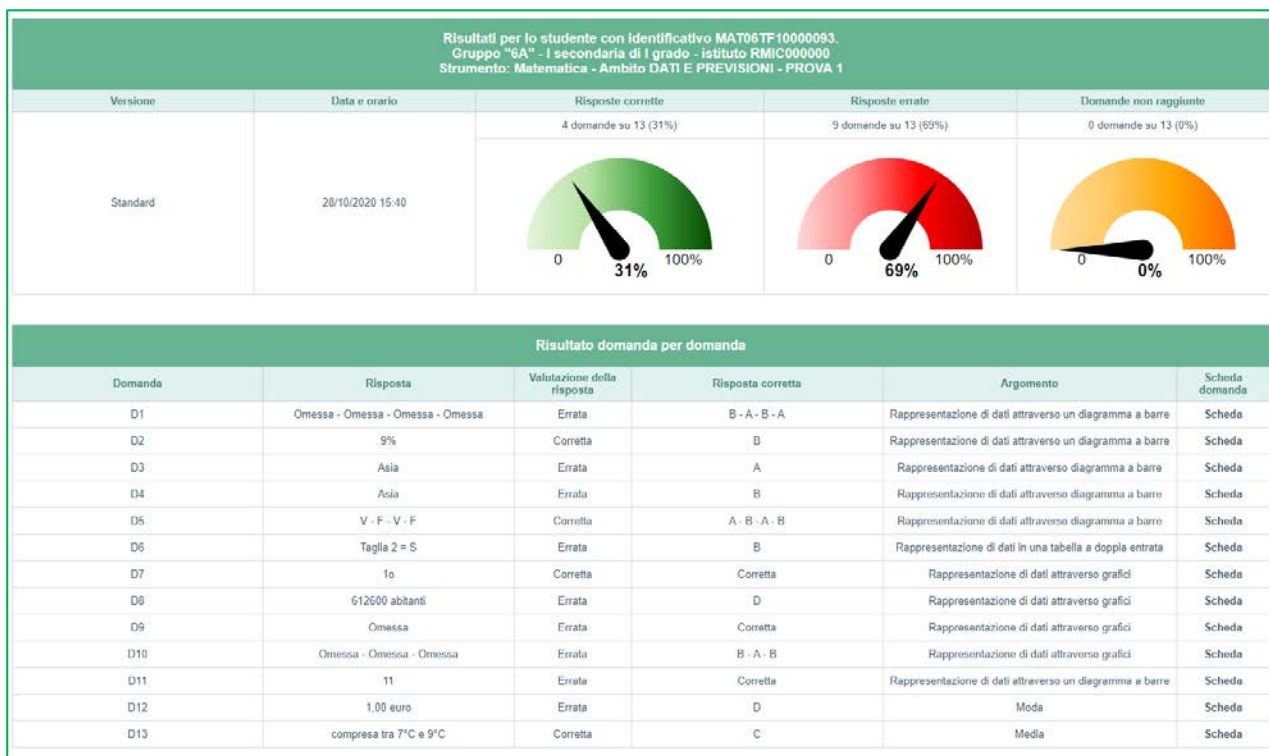 Risultati per lo studente con identificativo MAT06TF10000093.
Gruppo "6A" - I secondaria di I grado - istituto RMIC000000
Strumento: Matematica - Ambito DATI E PREVISIONI - PROVA 1
Versione Data e orario Risposte corrette Risposte errate Domande non raggiunte
4 domande su 13 (31%) 9 domande su 13 (69%) 0 domande su 13 (0%)
Standard 28/10/2020 15:40
0 31% 100% 0 69% 100% 0 0% 100%
Risultato domanda per domanda
Domanda Risposta Valutazione della risposta Risposta corretta Argomento Scheda domanda
D1 Omessa - Omessa - Omessa - Omessa Errata B - A - B - A Rappresentazione di dati attraverso un diagramma a barre Scheda
D2 9% Corretta B Rappresentazione di dati attraverso un diagramma a barre Scheda
D3 Asia Errata A Rappresentazione di dati attraverso diagramma a barre Scheda
D4 Asia Errata B Rappresentazione di dati attraverso diagramma a barre Scheda
D5 V - F - V - F Corretta A - B - A - B Rappresentazione di dati attraverso diagramma a barre Scheda
D6 Taglia 2 = S Errata B Rappresentazione di dati in una tabella a doppia entrata Scheda
D7 1o Corretta Corretta Rappresentazione di dati attraverso grafici Scheda
D8 612600 abitanti Errata D Rappresentazione di dati attraverso grafici Scheda
D9 Omessa Errata Corretta Rappresentazione di dati attraverso grafici Scheda
D10 Omessa - Omessa - Omessa Errata B - A - B Rappresentazione di dati attraverso grafici Scheda
D11 11 Errata Corretta Rappresentazione di dati attraverso un diagramma a barre Scheda
D12 1,00 euro Errata D Moda Scheda
D13 compresa tra 7°C e 9°C Corretta C Media Scheda